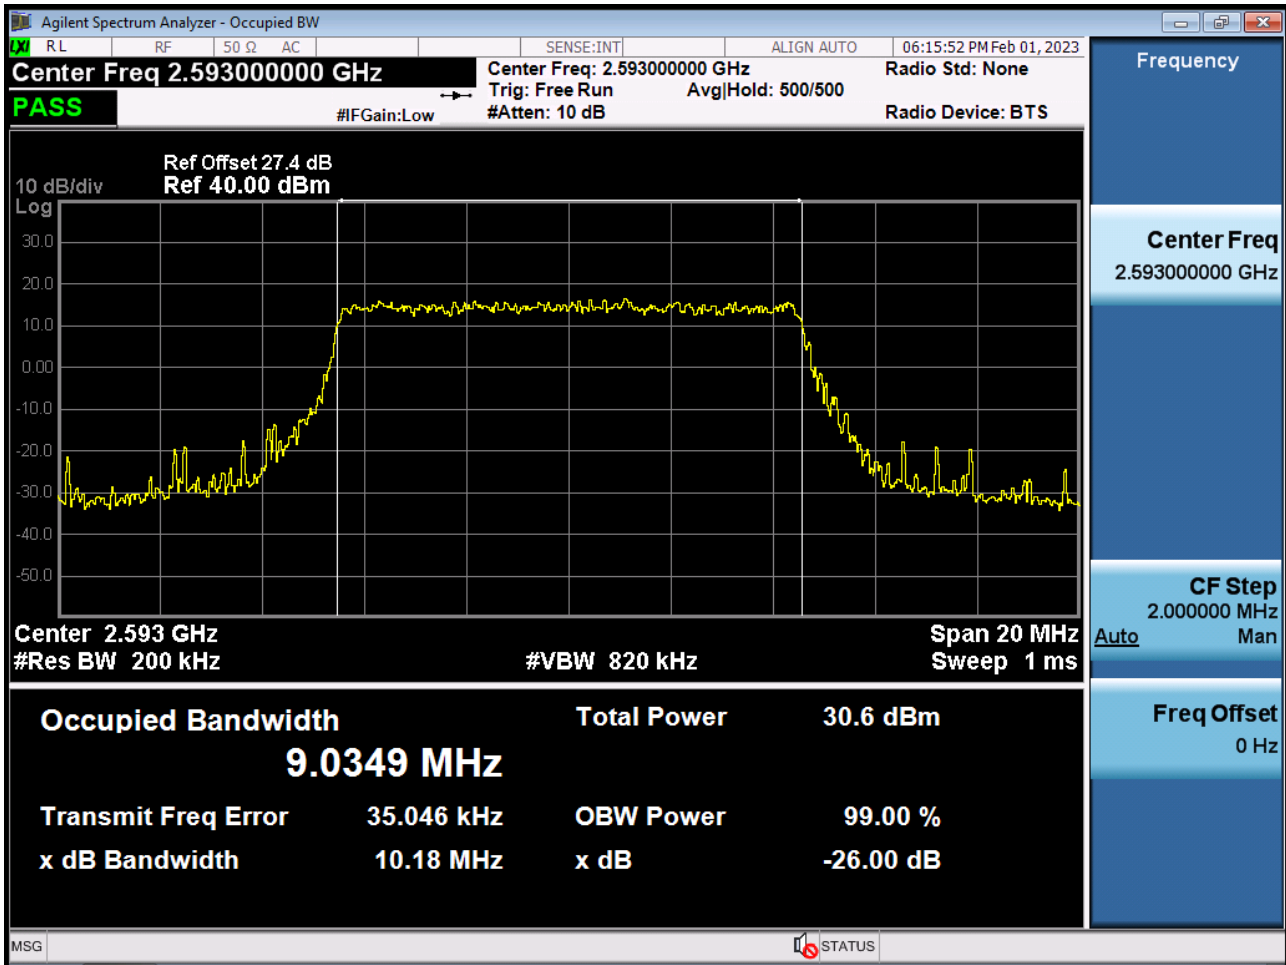 Agilent Spectrum Analyzer - Occupied BW
LXI RL RF 50 Ω AC SENSE:INT ALIGN AUTO 06:15:52 PM Feb 01, 2023
Center Freq 2.593000000 GHz
Center Freq: 2.593000000 GHz Radio Std: None
Trig: Free Run Avg|Hold: 500/500
PASS
#IFGain:Low #Atten: 10 dB Radio Device: BTS
Frequency
Ref Offset 27.4 dB
10 dB/div Ref 40.00 dBm
Log
30.0
20.0
10.0
0.00
-10.0
-20.0
-30.0
-40.0
-50.0
Center 2.593 GHz Span 20 MHz
#Res BW 200 kHz #VBW 820 kHz Sweep 1 ms
Center Freq
2.593000000 GHz
CF Step
2.000000 MHz
Auto Man
Freq Offset
0 Hz
Occupied Bandwidth Total Power 30.6 dBm
9.0349 MHz
Transmit Freq Error 35.046 kHz OBW Power 99.00 %
x dB Bandwidth 10.18 MHz x dB -26.00 dB
MSG STATUS